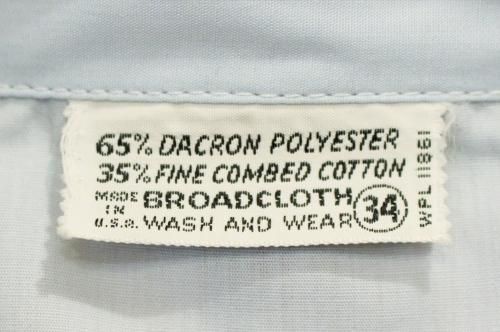 65% DACRON POLYESTER
35% FINE COMBED COTTON
MADE IN U.S.A.
BROADCLOTH
WASH AND WEAR
34
WPL 11861